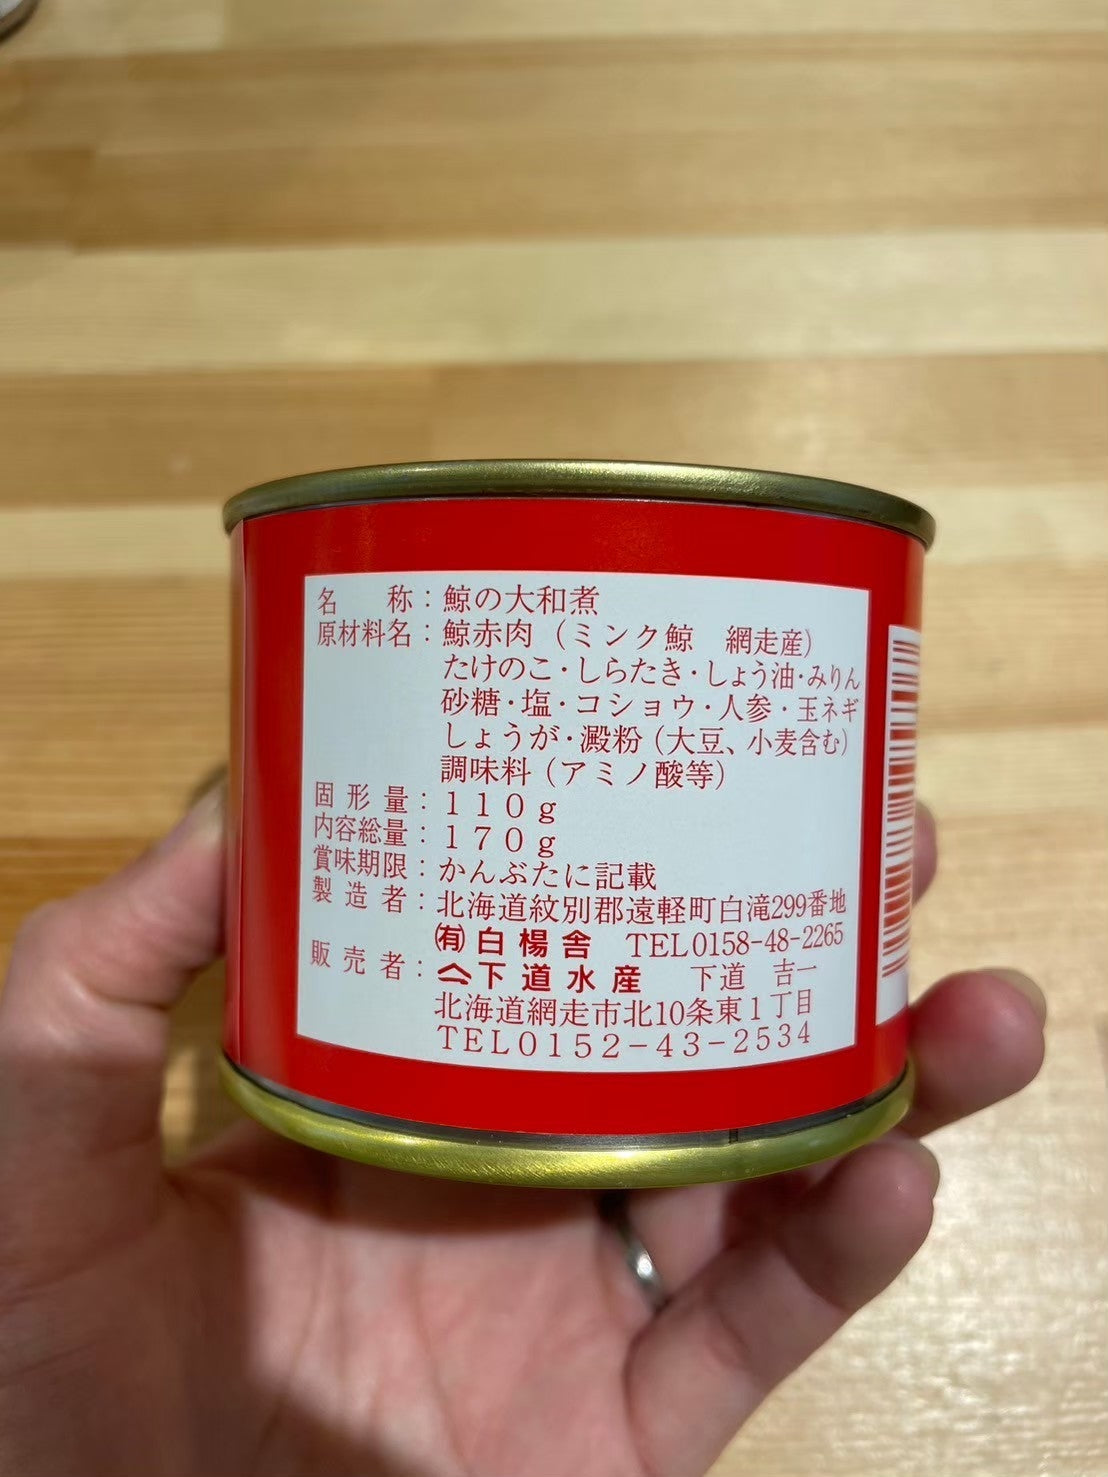 名　　称：鯨の大和煮
原材料名：鯨赤肉（ミンク鯨　網走産）
たけのこ・しらたき・しょう油・みりん
砂糖・塩・コショウ・人参・玉ネギ
しょうが・澱粉（大豆、小麦含む）
調味料（アミノ酸等）
固 形 量：１１０ｇ
内容総量：１７０ｇ
賞味期限：かんぶたに記載
製 造 者：北海道紋別郡遠軽町白滝299番地
㈲白楊舎　TEL0158-48-2265
販 売 者：下道水産　下道　吉一
北海道網走市北10条東１丁目
TEL０１５２－４３－２５３４